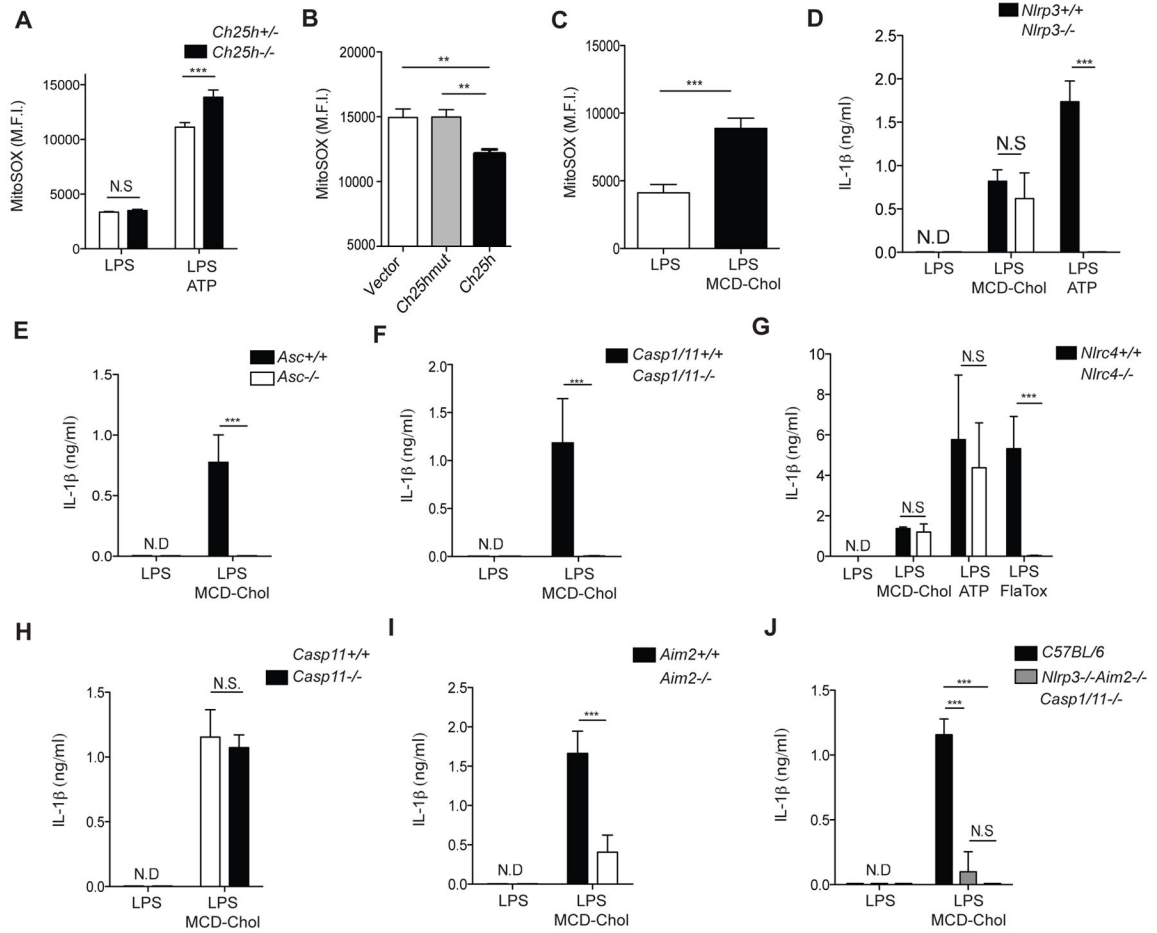 A
Ch25h+/-
Ch25h-/-
MitoSOX (M.F.I.)
15000
10000
5000
0
N.S
***
LPS
LPS
ATP
B
MitoSOX (M.F.I.)
20000
15000
10000
5000
**
**
Vector
Ch25hmut
Ch25h
C
MitoSOX (M.F.I.)
15000
10000
5000
0
***
LPS
LPS
MCD-Chol
D
Nlrp3+/+
Nlrp3-/-
IL-1β (ng/ml)
2.5
2.0
1.5
1.0
0.5
0.0
N.D
N.S
***
LPS
LPS
MCD-Chol
LPS
ATP
E
Asc+/+
Asc-/-
IL-1β (ng/ml)
1.5
1.0
0.5
0.0
N.D
***
LPS
LPS
MCD-Chol
F
Casp1/11+/+
Casp1/11-/-
IL-1β (ng/ml)
2.0
1.5
1.0
0.5
0.0
N.D
***
LPS
LPS
MCD-Chol
G
Nlrc4+/+
Nlrc4-/-
IL-1β (ng/ml)
10
8
6
4
2
0
N.D
N.S
N.S
***
LPS
LPS
MCD-Chol
LPS
ATP
LPS
FlaTox
H
Casp11+/+
Casp11-/-
IL-1β (ng/ml)
1.5
1.0
0.5
0.0
N.D
N.S.
LPS
LPS
MCD-Chol
I
Aim2+/+
Aim2-/-
IL-1β (ng/ml)
2.5
2.0
1.5
1.0
0.5
0.0
N.D
***
LPS
LPS
MCD-Chol
J
C57BL/6
Nlrp3-/-Aim2-/-
Casp1/11-/-
IL-1β (ng/ml)
1.5
1.0
0.5
0.0
N.D
***
***
N.S
LPS
LPS
MCD-Chol